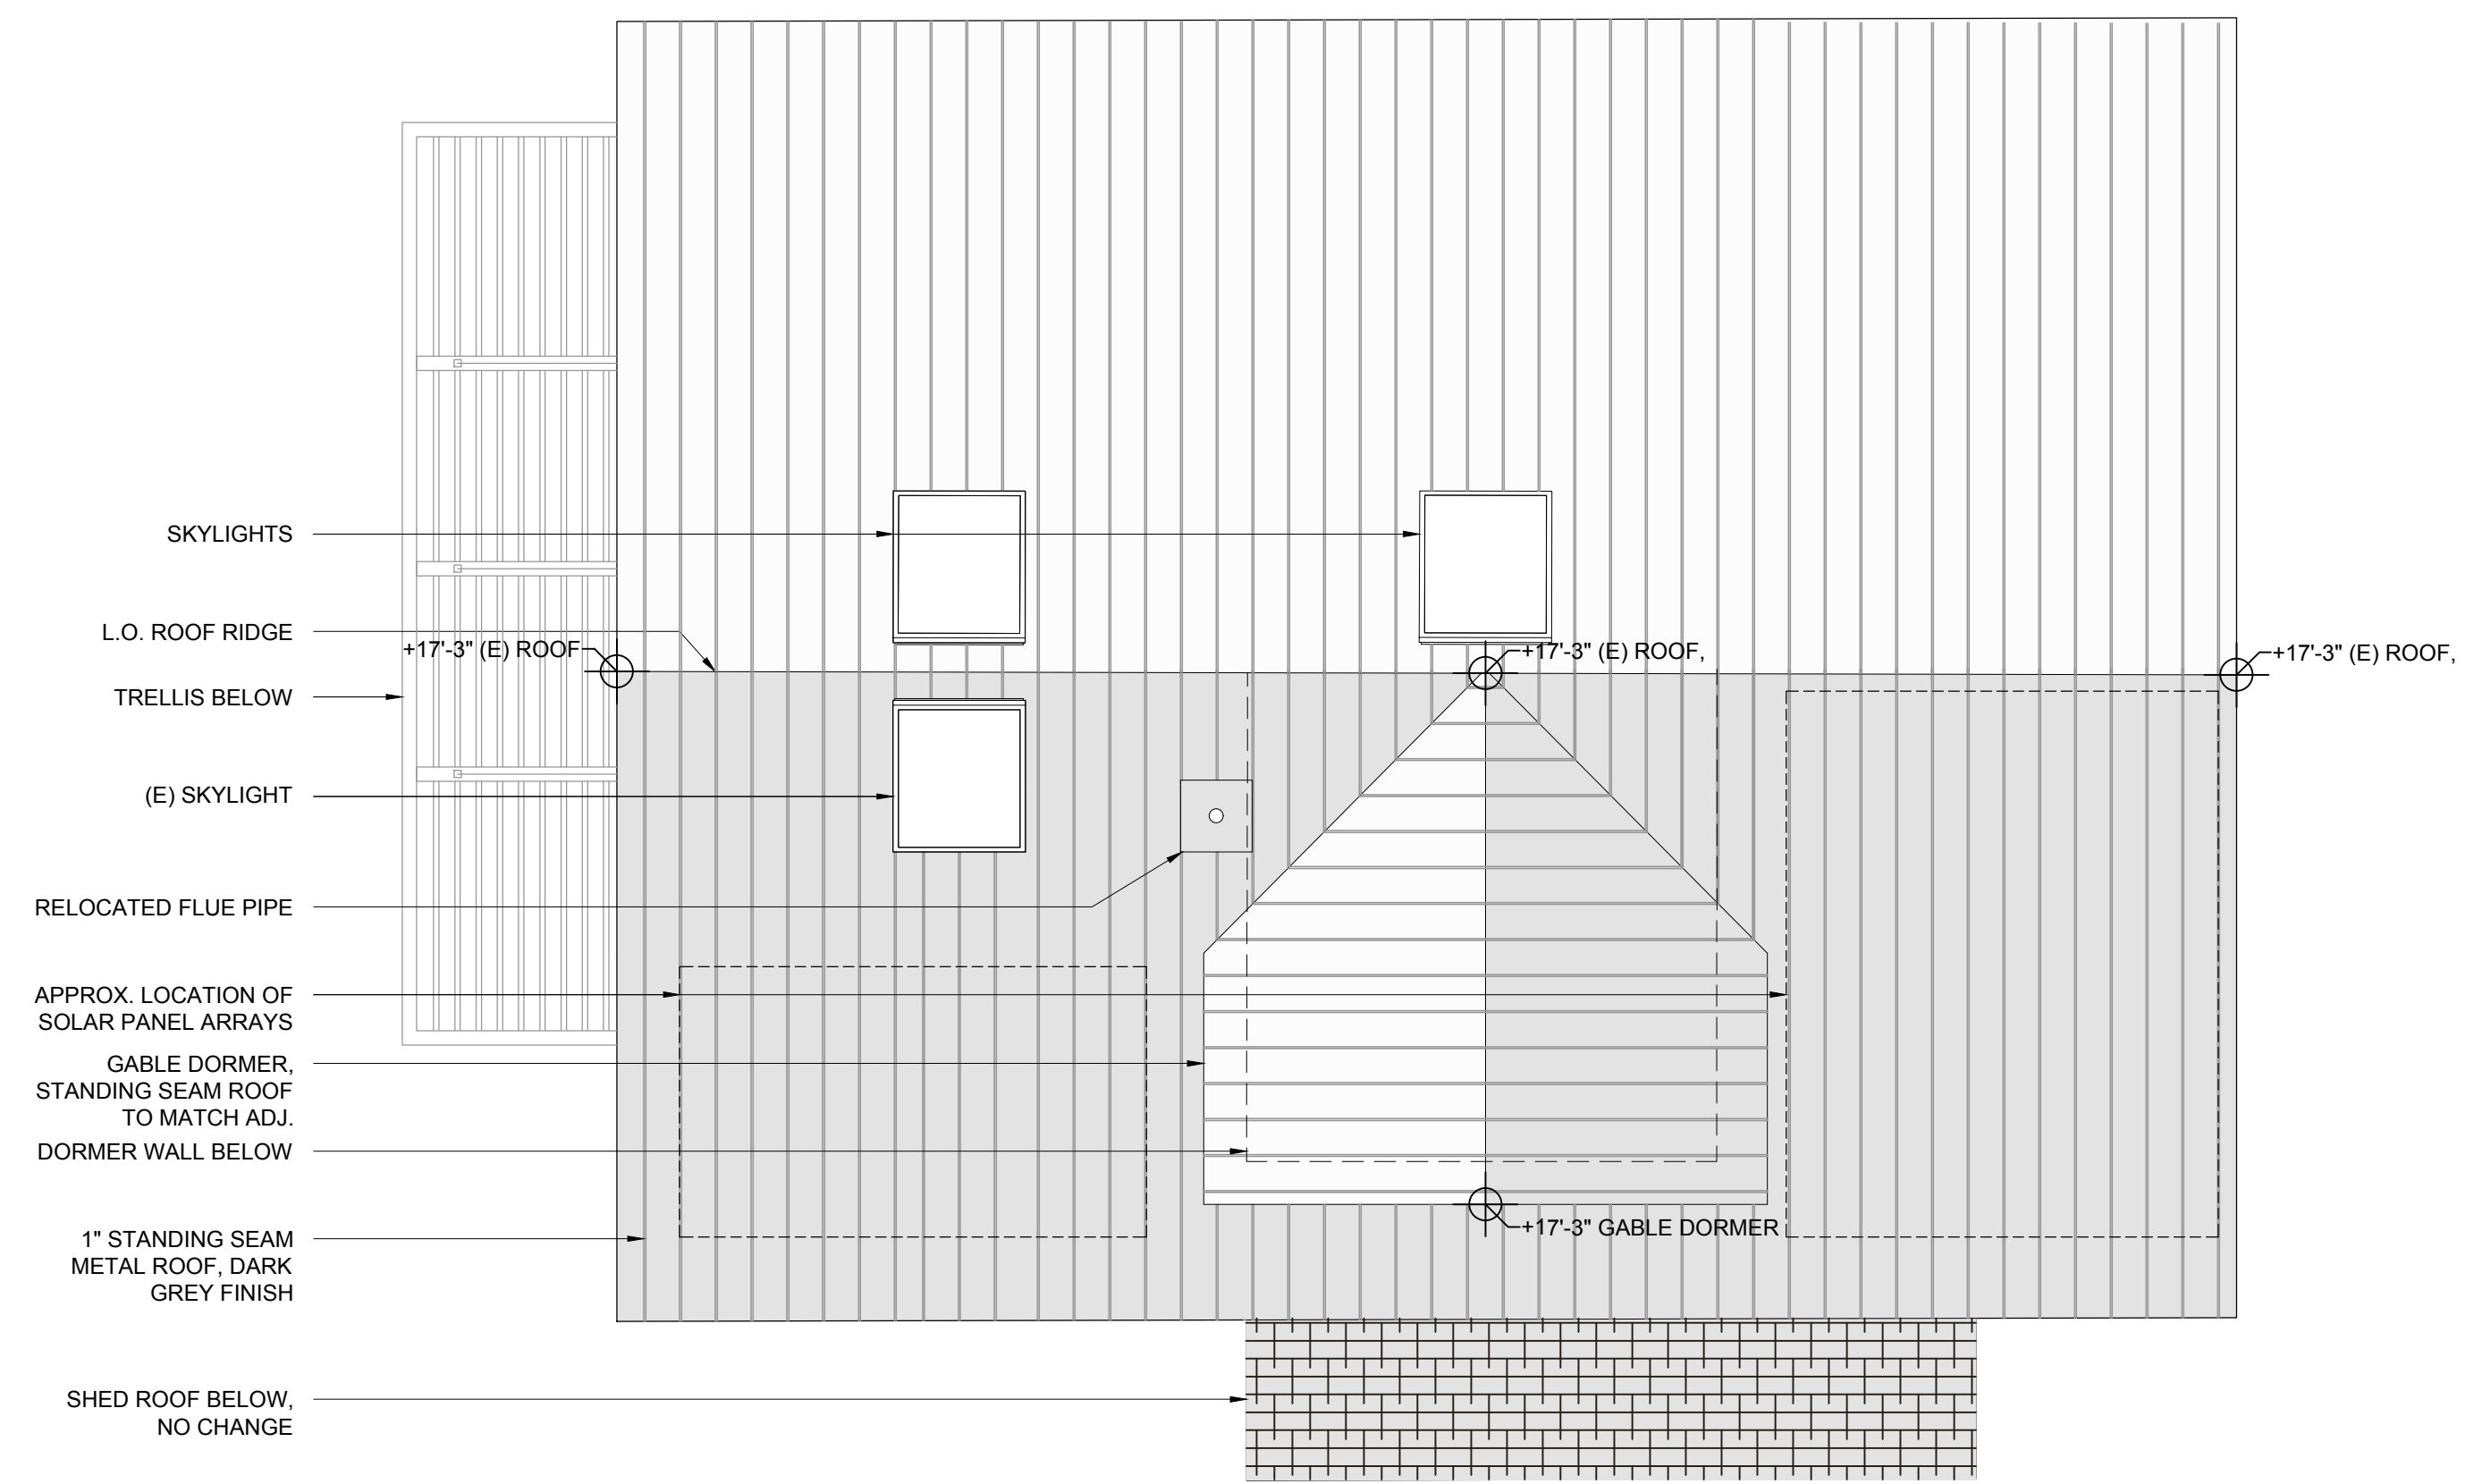 SKYLIGHTS
L.O. ROOF RIDGE
+17'-3" (E) ROOF
+17'-3" (E) ROOF,
+17'-3" (E) ROOF,
TRELLIS BELOW
(E) SKYLIGHT
RELOCATED FLUE PIPE
APPROX. LOCATION OF
SOLAR PANEL ARRAYS
GABLE DORMER,
STANDING SEAM ROOF
TO MATCH ADJ.
DORMER WALL BELOW
+17'-3" GABLE DORMER
1" STANDING SEAM
METAL ROOF, DARK
GREY FINISH
SHED ROOF BELOW,
NO CHANGE